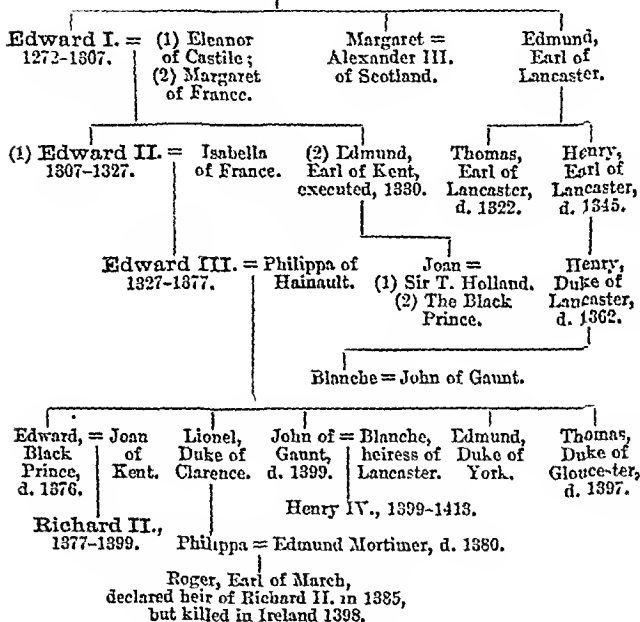 Edward I. =
1272-1307.
(1) Eleanor
of Castile;
(2) Margaret
of France.
Margaret =
Alexander III.
of Scotland.
Edmund,
Earl of
Lancaster.
(1) Edward II. =
1307-1327.
Isabella
of France.
(2) Edmund,
Earl of Kent,
executed, 1330.
Thomas,
Earl of
Lancaster,
d. 1322.
Henry,
Earl of
Lancaster,
d. 1345.
Edward III. =
1327-1377.
Philippa of
Hainault.
Joan =
(1) Sir T. Holland.
(2) The Black
Prince.
Henry,
Duke of
Lancaster,
d. 1362.
Blanche = John of Gaunt.
Edward, =
Black
Prince,
d. 1376.
Joan
of
Kent.
Lionel,
Duke of
Clarence.
John of =
Gaunt,
d. 1399.
Blanche,
heiress of
Lancaster.
Edmund,
Duke of
York.
Thomas,
Duke of
Gloucester,
d. 1397.
Richard II.,
1377-1399.
Henry IV., 1399-1413.
Philippa = Edmund Mortimer, d. 1380.
Roger, Earl of March,
declared heir of Richard II. in 1385,
but killed in Ireland 1398.